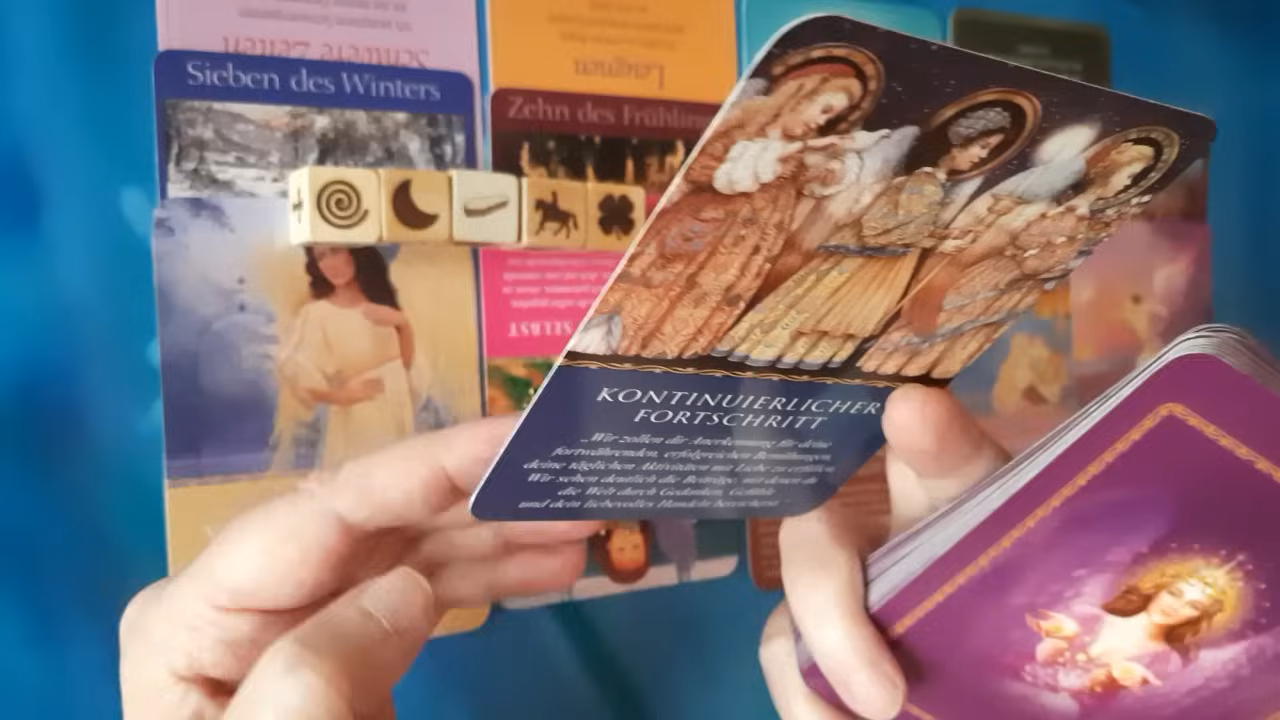 Schwere Zeiten
Leugnen
Sieben des Winters
Zehn des Frühlin
SELBST
KONTINUIERLICHER
FORTSCHRITT
„Wir zollen dir Anerkennung für deine
fortwährenden, erfolgreichen Bemühungen,
deine täglichen Aktivitäten mit Liebe zu erfüllen.
Wir sehen deutlich die Beiträge, mit denen du
die Welt durch Gedanken, Gefühle
und dein liebevolles Handeln bereicherst.“